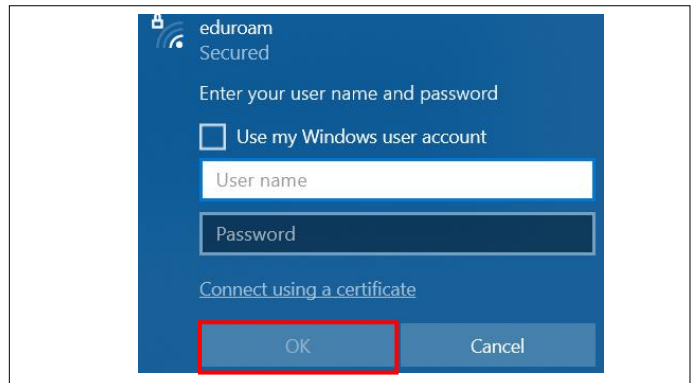 eduroam
Secured
Enter your user name and password
Use my Windows user account
User name
Password
Connect using a certificate
OK Cancel